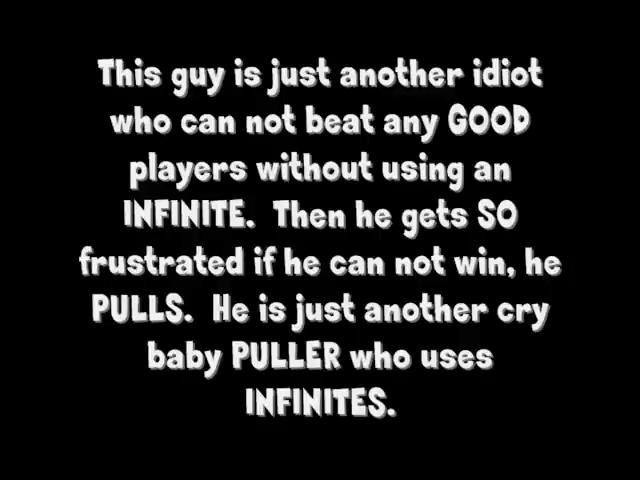 This guy is just another idiot
who can not beat any GOOD
players without using an
INFINITE.  Then he gets SO
frustrated if he can not win, he
PULLS.  He is just another cry
baby PULLER who uses
INFINITES.